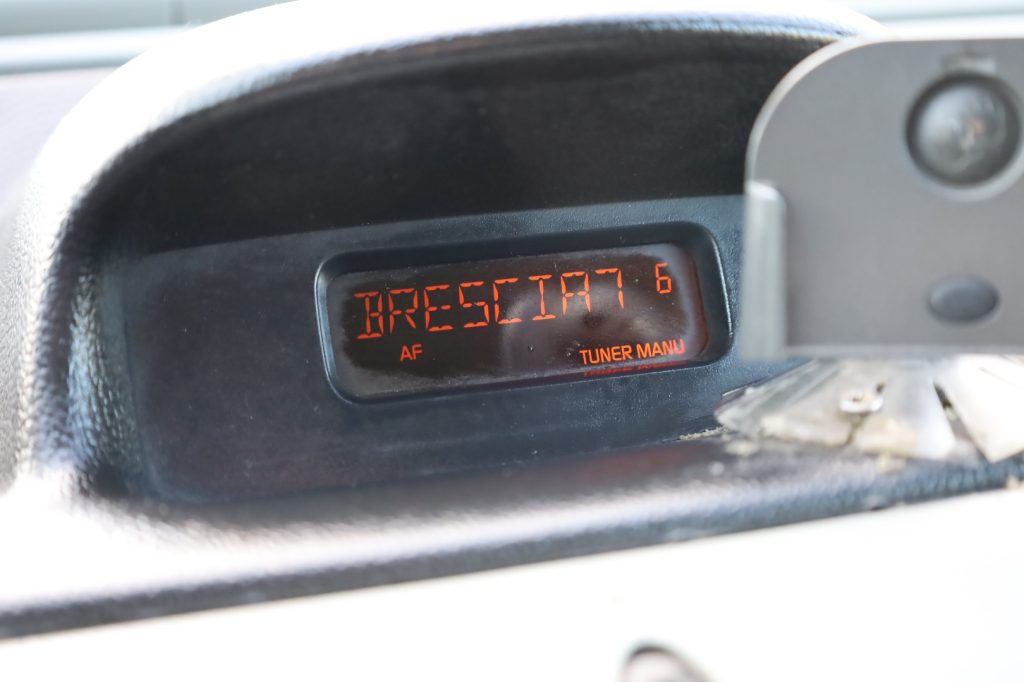 BRESCIA7 6
AF TUNER MANU